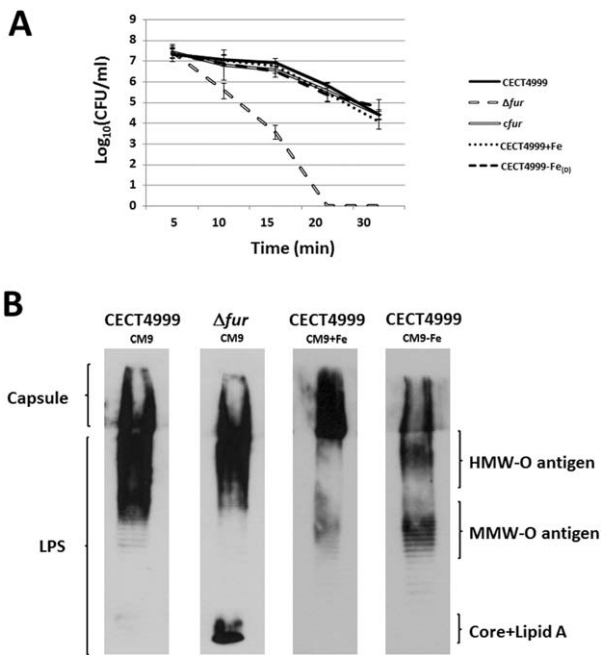 A
9
8
7
6
5
4
3
2
1
0
Log10(CFU/ml)
5 10 15 20 30
Time (min)
CECT4999
Δfur
cfur
CECT4999+Fe
CECT4999-Fe(D)
B
CECT4999 Δfur CECT4999 CECT4999
CM9 CM9 CM9+Fe CM9-Fe
Capsule
HMW-O antigen
MMW-O antigen
LPS
Core+Lipid A